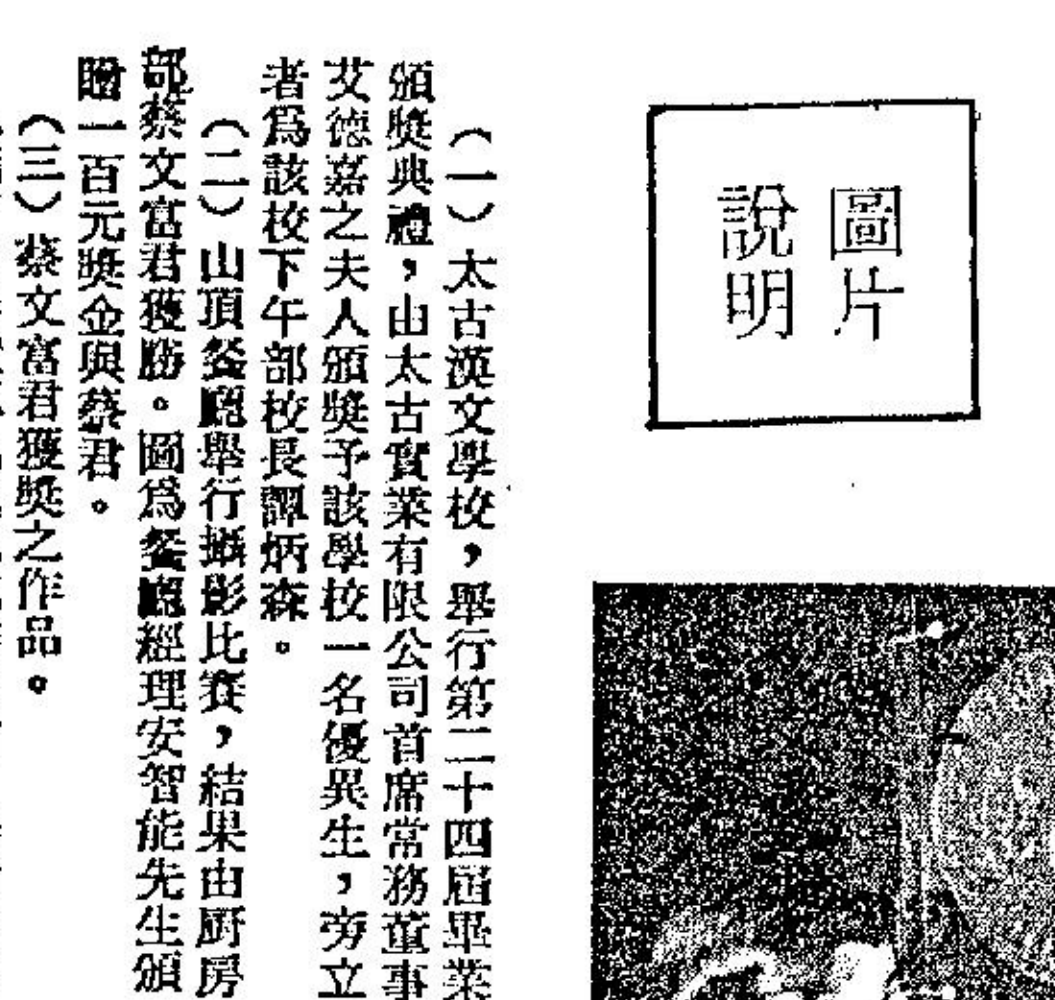 圖片
說明
（一）太古漢文學校，舉行第二十四屆畢業
頒獎典禮，由太古實業有限公司首席常務董事
艾德嘉之夫人頒獎予該學校一名優異生，旁立
者爲該校下午部校長譚炳森。
（二）山頂餐廳舉行攝影比賽，結果由厨房
部蔡文富君獲勝。圖爲餐廳經理安智能先生頒
贈一百元獎金與蔡君。
（三）蔡文富君獲獎之作品。